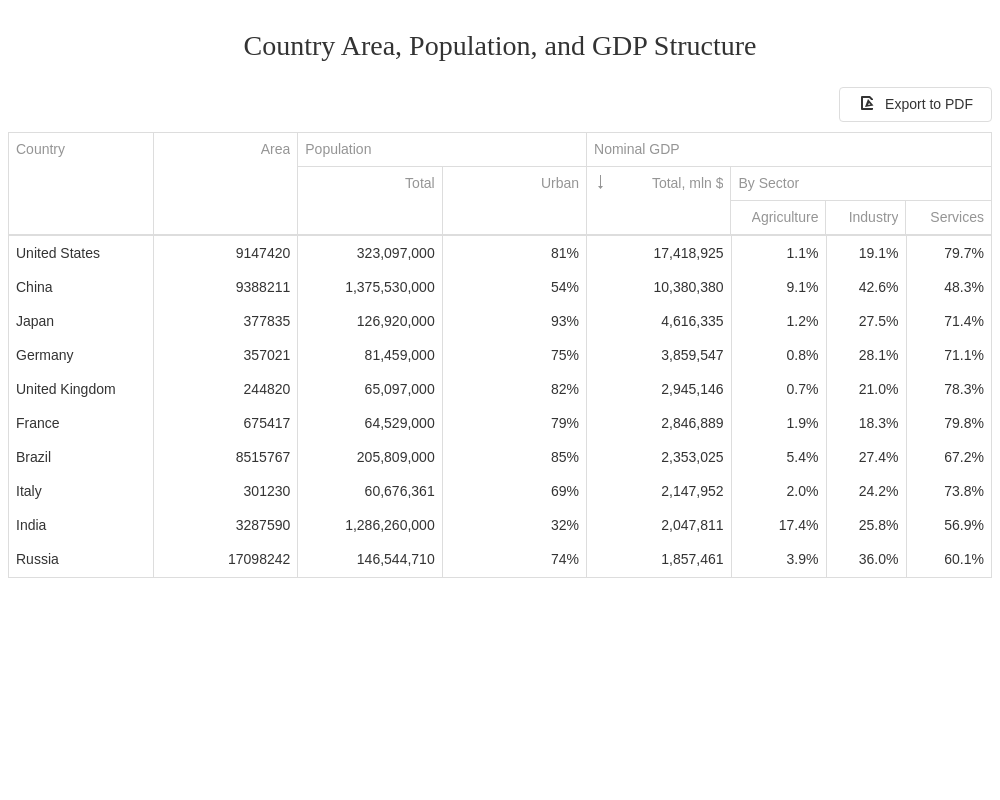 Country Area, Population, and GDP Structure
Export to PDF
Country Area Population Nominal GDP
Total Urban Total, mln $ By Sector
Agriculture Industry Services
United States 9147420 323,097,000 81% 17,418,925 1.1% 19.1% 79.7%
China 9388211 1,375,530,000 54% 10,380,380 9.1% 42.6% 48.3%
Japan 377835 126,920,000 93% 4,616,335 1.2% 27.5% 71.4%
Germany 357021 81,459,000 75% 3,859,547 0.8% 28.1% 71.1%
United Kingdom 244820 65,097,000 82% 2,945,146 0.7% 21.0% 78.3%
France 675417 64,529,000 79% 2,846,889 1.9% 18.3% 79.8%
Brazil 8515767 205,809,000 85% 2,353,025 5.4% 27.4% 67.2%
Italy 301230 60,676,361 69% 2,147,952 2.0% 24.2% 73.8%
India 3287590 1,286,260,000 32% 2,047,811 17.4% 25.8% 56.9%
Russia 17098242 146,544,710 74% 1,857,461 3.9% 36.0% 60.1%